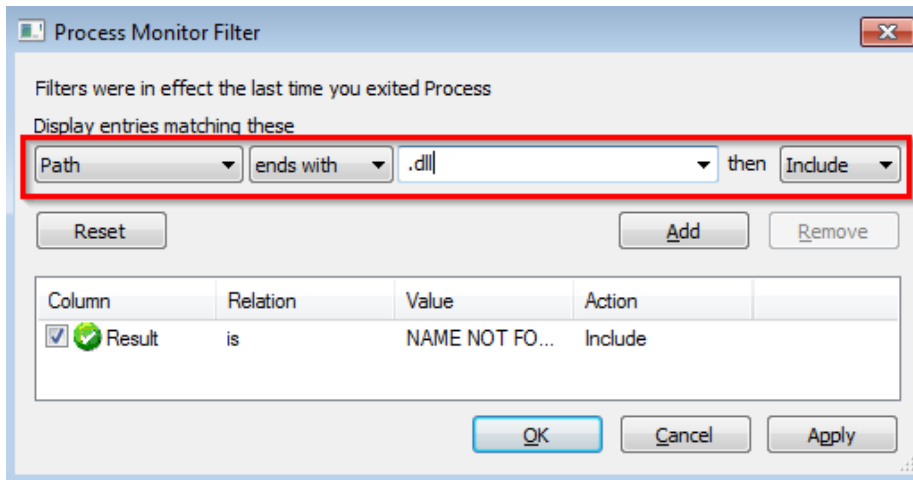 Process Monitor Filter
Filters were in effect the last time you exited Process
Display entries matching these
Path ends with .dll then Include
Reset Add Remove
Column Relation Value Action
Result is NAME NOT FO... Include
OK Cancel Apply